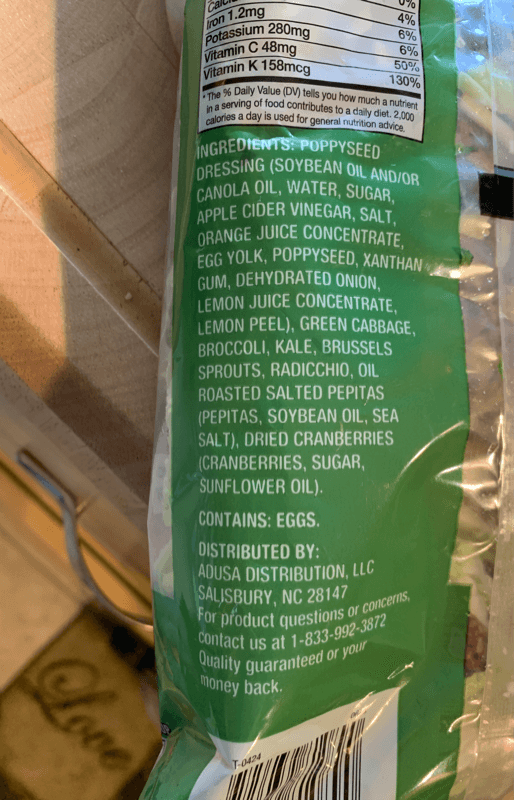 0%
Iron 1.2mg 4%
Potassium 280mg 6%
Vitamin C 48mg 6%
50%
Vitamin K 158mcg 130%
* The % Daily Value (DV) tells you how much a nutrient
in a serving of food contributes to a daily diet. 2,000
calories a day is used for general nutrition advice.
INGREDIENTS: POPPYSEED
DRESSING (SOYBEAN OIL AND/OR
CANOLA OIL, WATER, SUGAR,
APPLE CIDER VINEGAR, SALT,
ORANGE JUICE CONCENTRATE,
EGG YOLK, POPPYSEED, XANTHAN
GUM, DEHYDRATED ONION,
LEMON JUICE CONCENTRATE,
LEMON PEEL), GREEN CABBAGE,
BROCCOLI, KALE, BRUSSELS
SPROUTS, RADICCHIO, OIL
ROASTED SALTED PEPITAS
(PEPITAS, SOYBEAN OIL, SEA
SALT), DRIED CRANBERRIES
(CRANBERRIES, SUGAR,
SUNFLOWER OIL).
CONTAINS: EGGS.
DISTRIBUTED BY:
ADUSA DISTRIBUTION, LLC
SALISBURY, NC 28147
For product questions or concerns,
contact us at 1-833-992-3872
Quality guaranteed or your
money back.
T-0424
Love